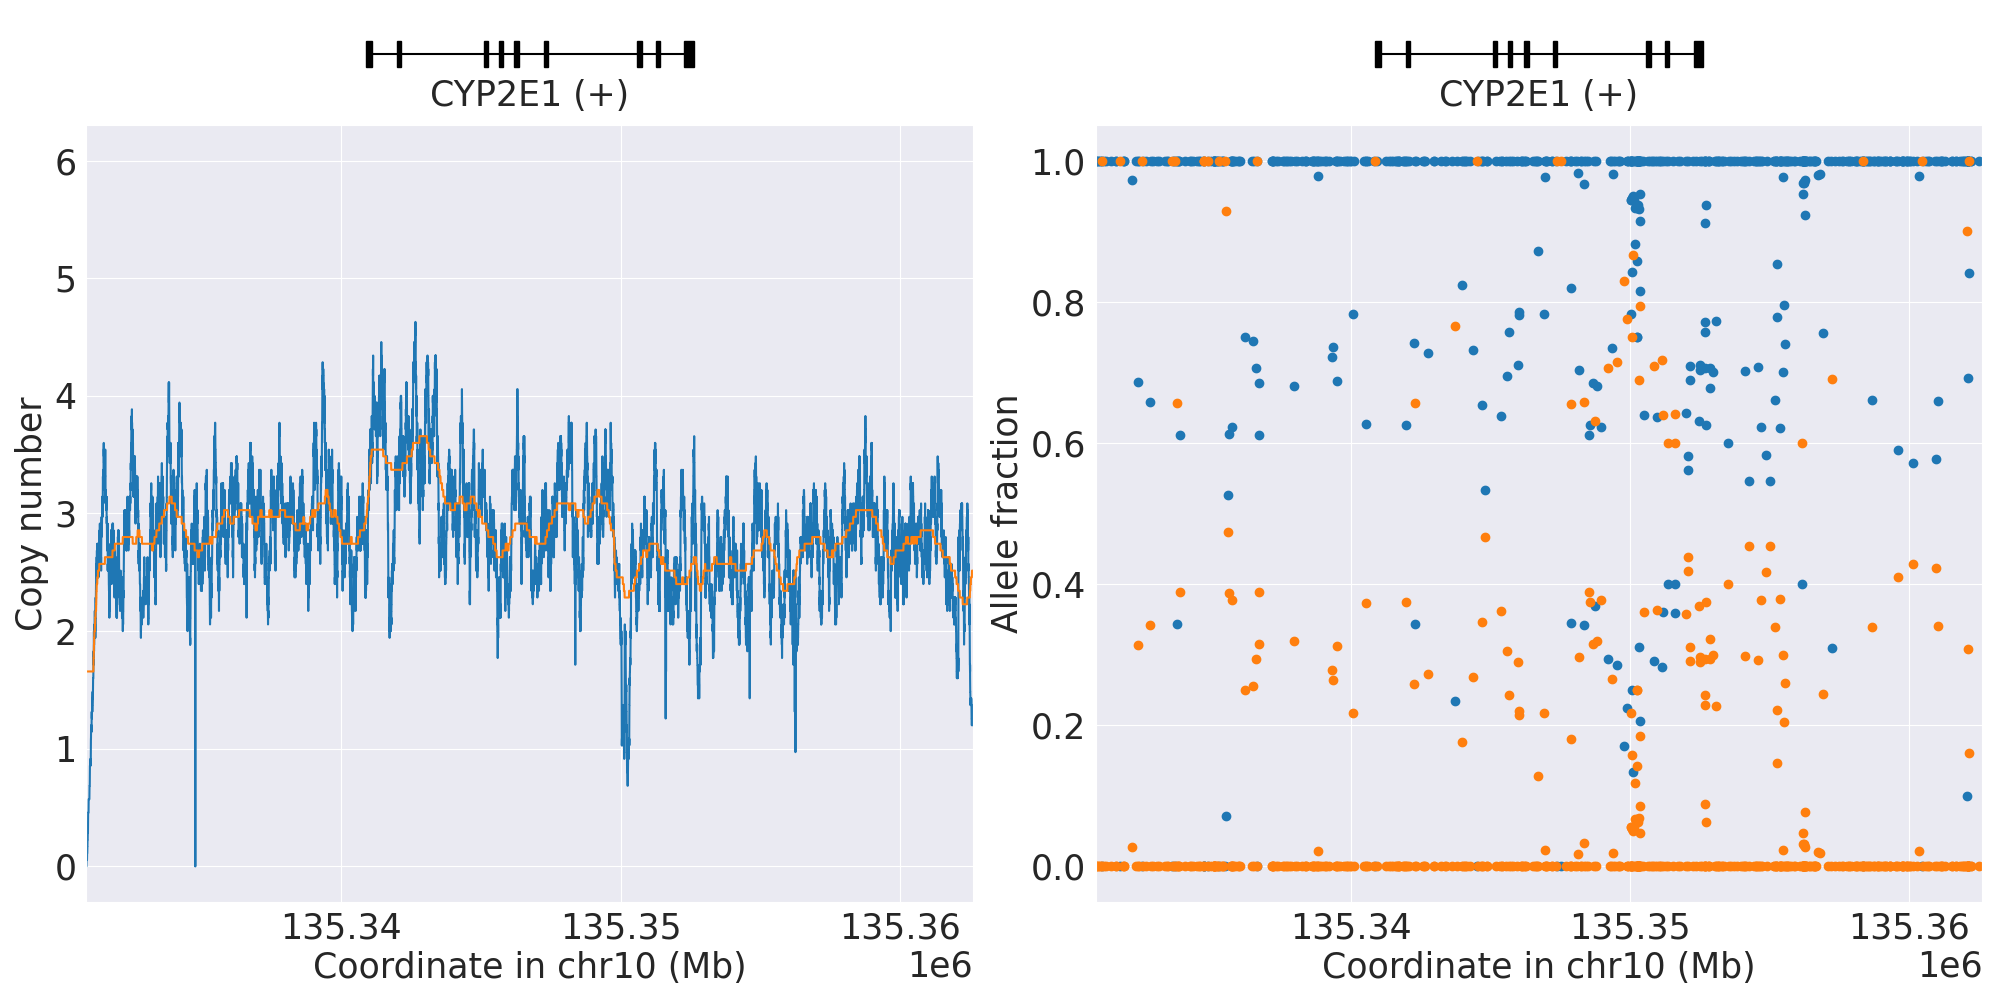 CYP2E1 (+)
6
5
4
3
2
1
0
Copy number
135.34 135.35 135.36
Coordinate in chr10 (Mb)
1e6
CYP2E1 (+)
1.0
0.8
0.6
0.4
0.2
0.0
Allele fraction
135.34 135.35 135.36
Coordinate in chr10 (Mb)
1e6